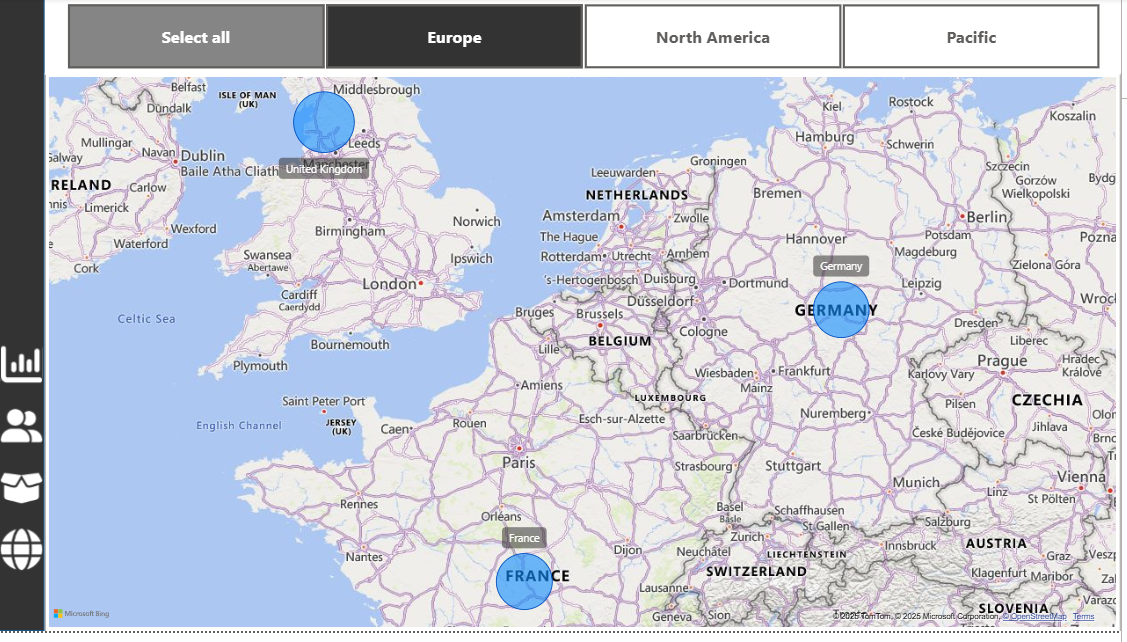 Select all
Europe
North America
Pacific
Belfast
ISLE OF MAN
(UK)
Middlesbrough
Kiel
Rostock
Koszalin
Dundalk
Hamburg
Schwerin
Mullingar
Navan
Leeds
Manchester
United Kingdom
Dublin
Baile Átha Cliath
Groningen
Szczecin
Leeuwarden
NETHERLANDS
Bremen
Gorzów
Wielkopolski
Carlow
Limerick
Norwich
Amsterdam
Zwolle
Berlin
Wexford
Birmingham
The Hague
Hannover
Potsdam
Waterford
Ipswich
Rotterdam
Utrecht
Arnhem
Magdeburg
Swansea
Abertawe
Germany
Zielona Góra
Cork
London
's-Hertogenbosch
Duisburg
Dortmund
Leipzig
Cardiff
Caerdydd
Düsseldorf
Bruges
Brussels
GERMANY
Celtic Sea
Cologne
Dresden
Bournemouth
Lille
BELGIUM
Liberec
Plymouth
Prague
Hradec
Králové
Wiesbaden
Frankfurt
Karlovy Vary
Amiens
Mainz
Saint Peter Port
LUXEMBOURG
Pilsen
CZECHIA
JERSEY
(UK)
English Channel
Caen
Rouen
Esch-sur-Alzette
Nuremberg
Saarbrücken
České Budějovice
Jihlava
Paris
Strasbourg
Stuttgart
Munich
Vienna
Linz
St Pölten
Rennes
Orléans
Basel
Basle
Schaffhausen
St Gallen
Salzburg
France
Zurich
Nantes
Dijon
Neuchâtel
LIECHTENSTEIN
Innsbruck
AUSTRIA
Graz
FRANCE
SWITZERLAND
Klagenfurt
Maribor
Lausanne
Geneva
Sion
SLOVENIA
Microsoft Bing
© 2025 TomTom, © 2025 Microsoft Corporation, © OpenStreetMap Terms